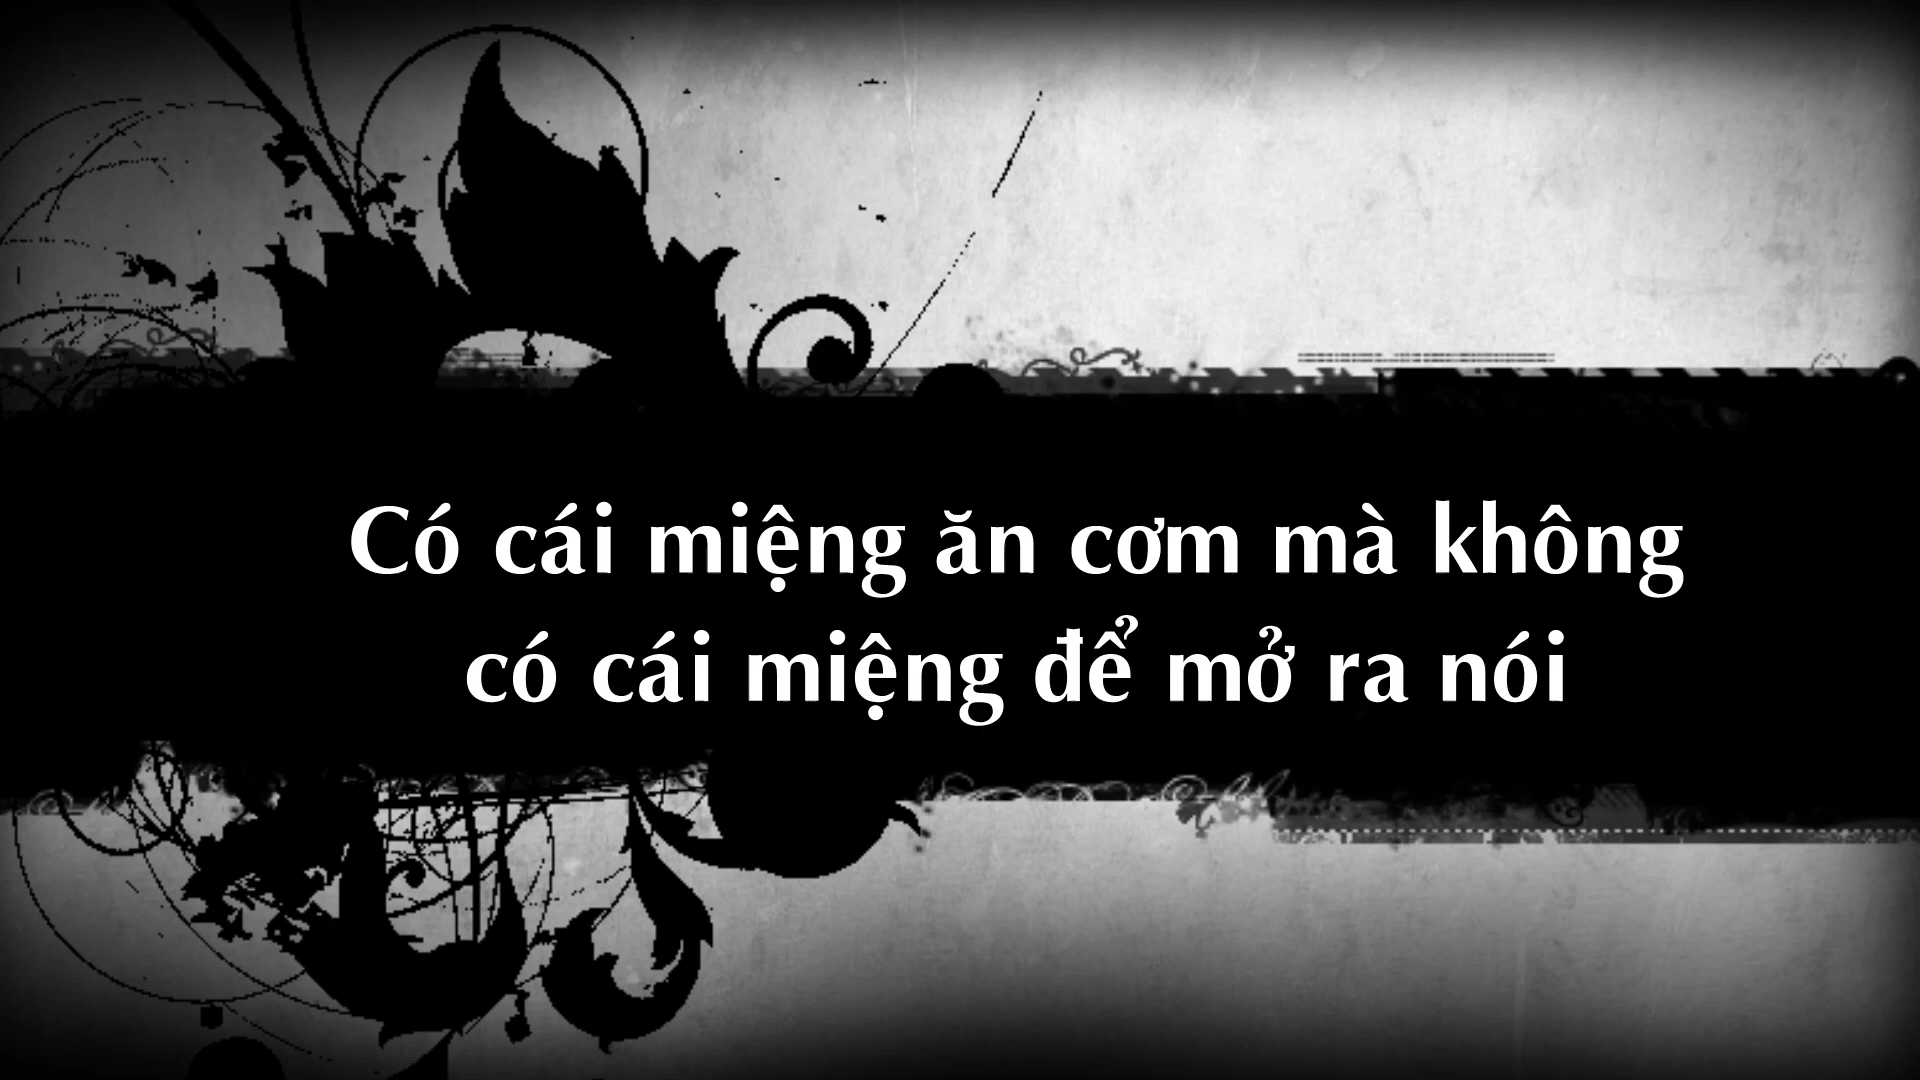 Có cái miệng ăn cơm mà không
có cái miệng để mở ra nói